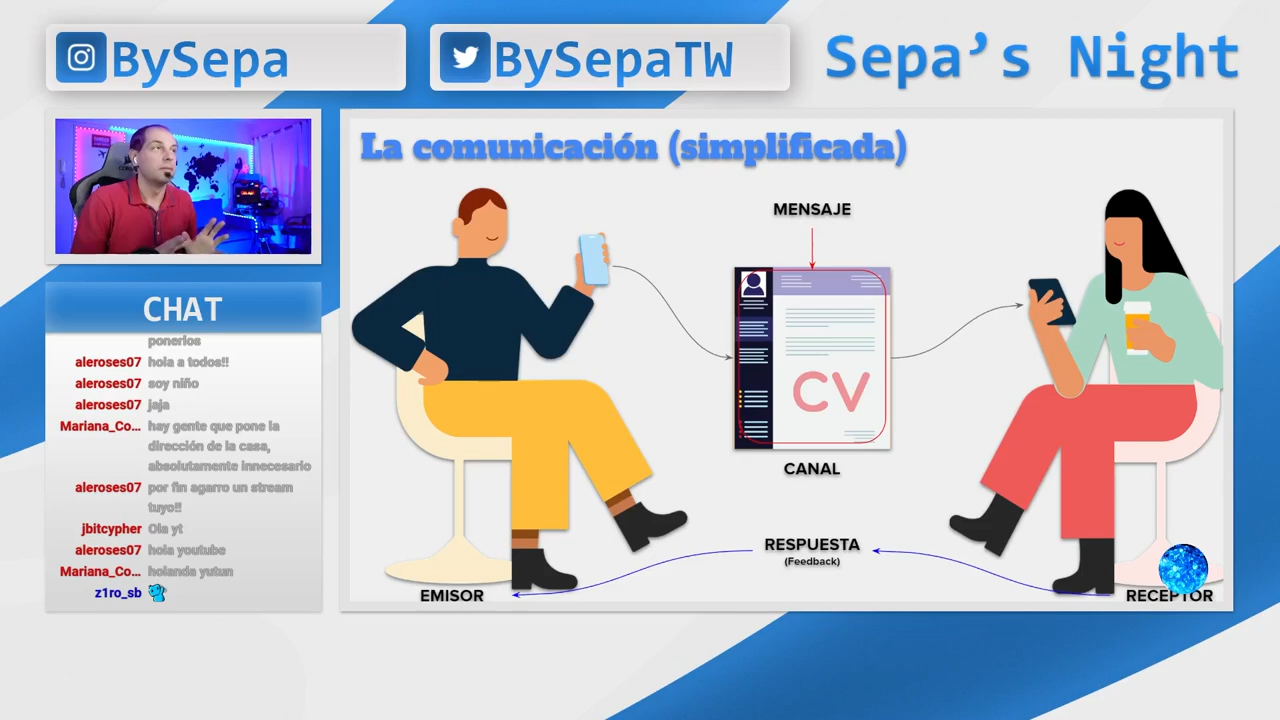 BySepa
BySepaTW
Sepa’s Night
CHAT
ponerlos
aleroses07 hola a todos!!
aleroses07 soy niño
aleroses07 jaja
Mariana_Co... hay gente que pone la
dirección de la casa,
absolutamente innecesario
aleroses07 por fin agarro un stream
tuyo!!
jbitcypher Ola yt
aleroses07 hola youtube
Mariana_Co... holanda yutun
z1ro_sb
La comunicación (simplificada)
MENSAJE
CV
CANAL
RESPUESTA
(Feedback)
EMISOR
RECEPTOR